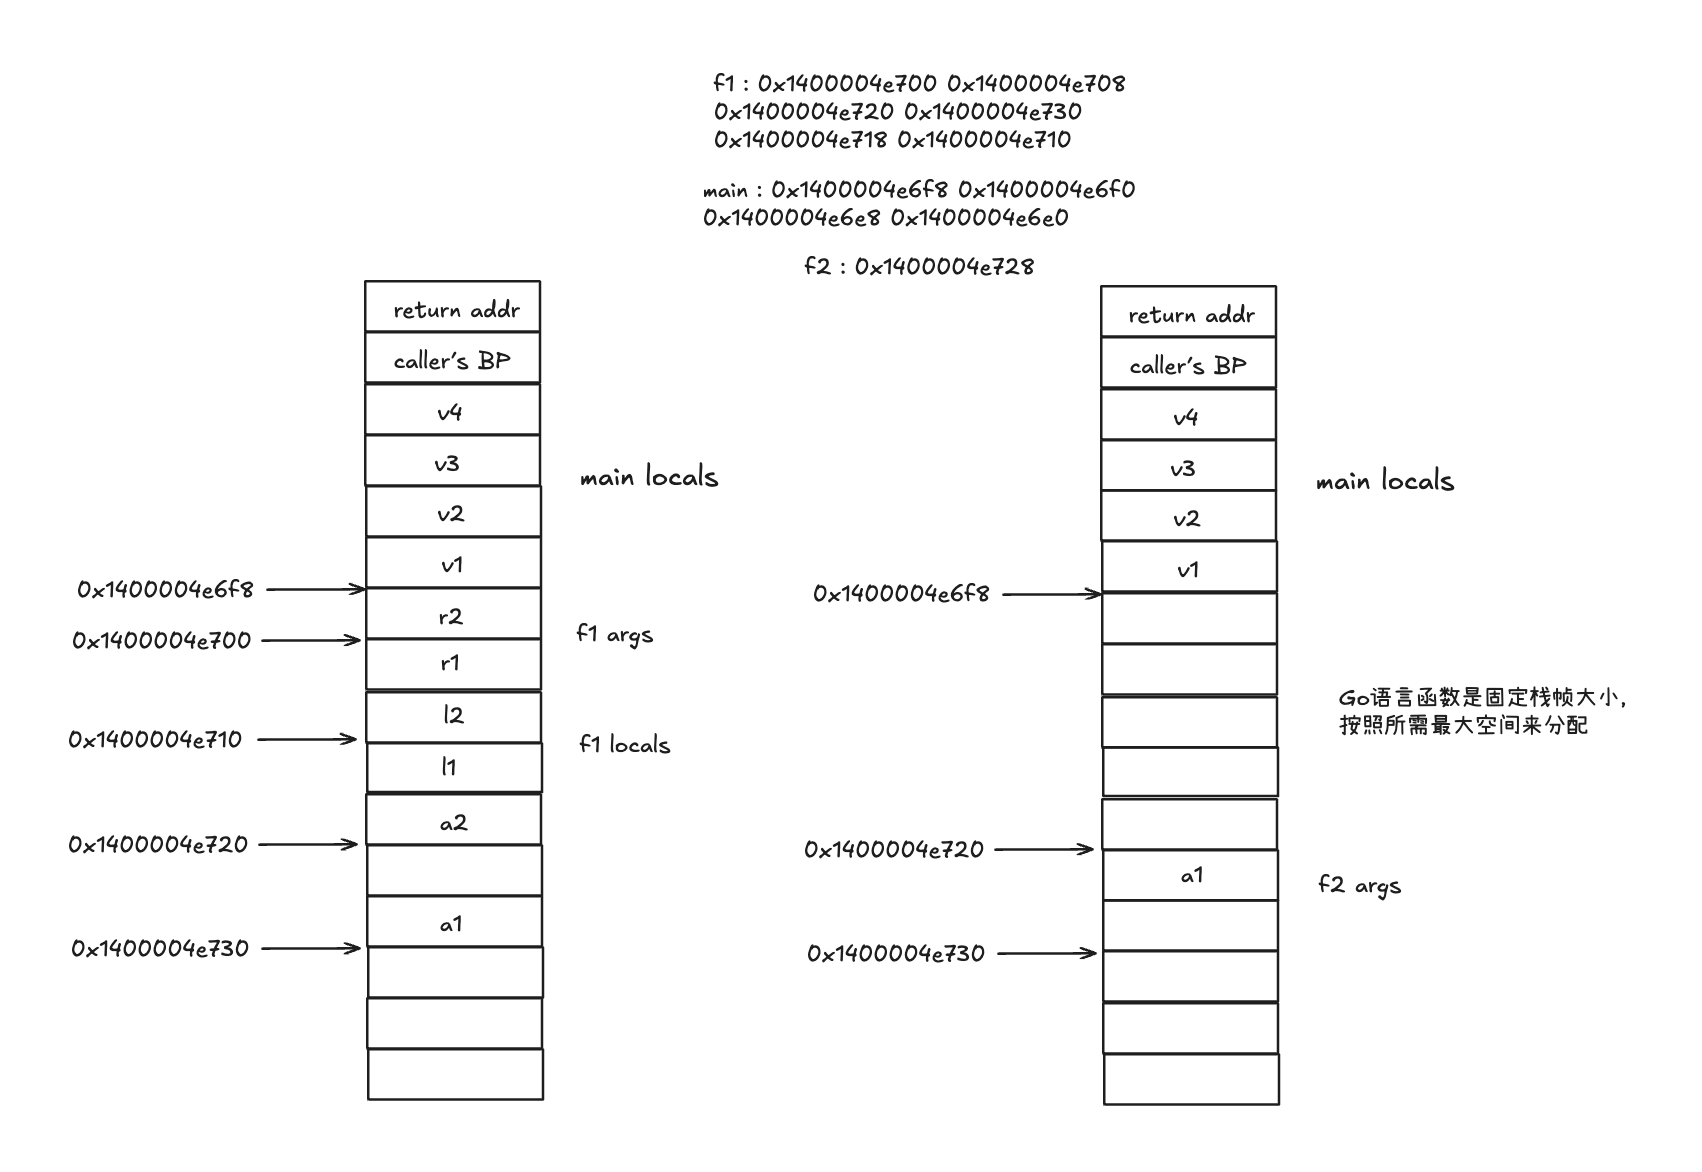 f1 : 0x1400004e700 0x1400004e708
0x1400004e720 0x1400004e730
0x1400004e718 0x1400004e710
main : 0x1400004e6f8 0x1400004e6f0
0x1400004e6e8 0x1400004e6e0
f2 : 0x1400004e728
return addr
caller's BP
v4
v3
v2
v1
r2
r1
l2
l1
a2
a1
main locals
f1 args
f1 locals
0x1400004e6f8
0x1400004e700
0x1400004e710
0x1400004e720
0x1400004e730
return addr
caller's BP
v4
v3
v2
v1
a1
main locals
f2 args
0x1400004e6f8
0x1400004e720
0x1400004e730
Go语言函数是固定栈帧大小,
按照所需最大空间来分配